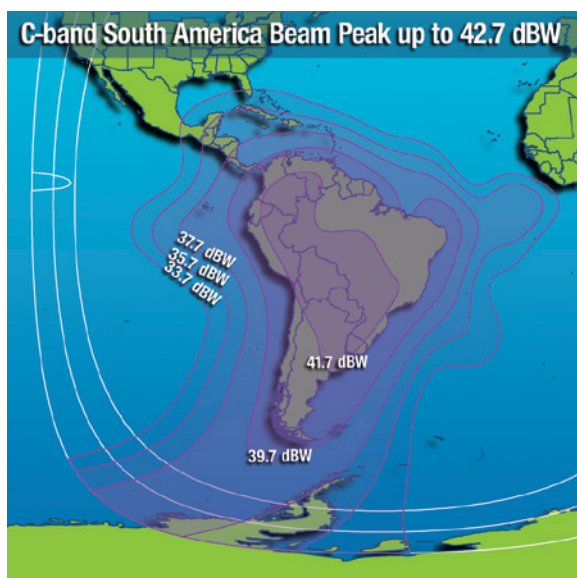 C-band South America Beam Peak up to 42.7 dBW
37.7 dBW
35.7 dBW
33.7 dBW
41.7 dBW
39.7 dBW